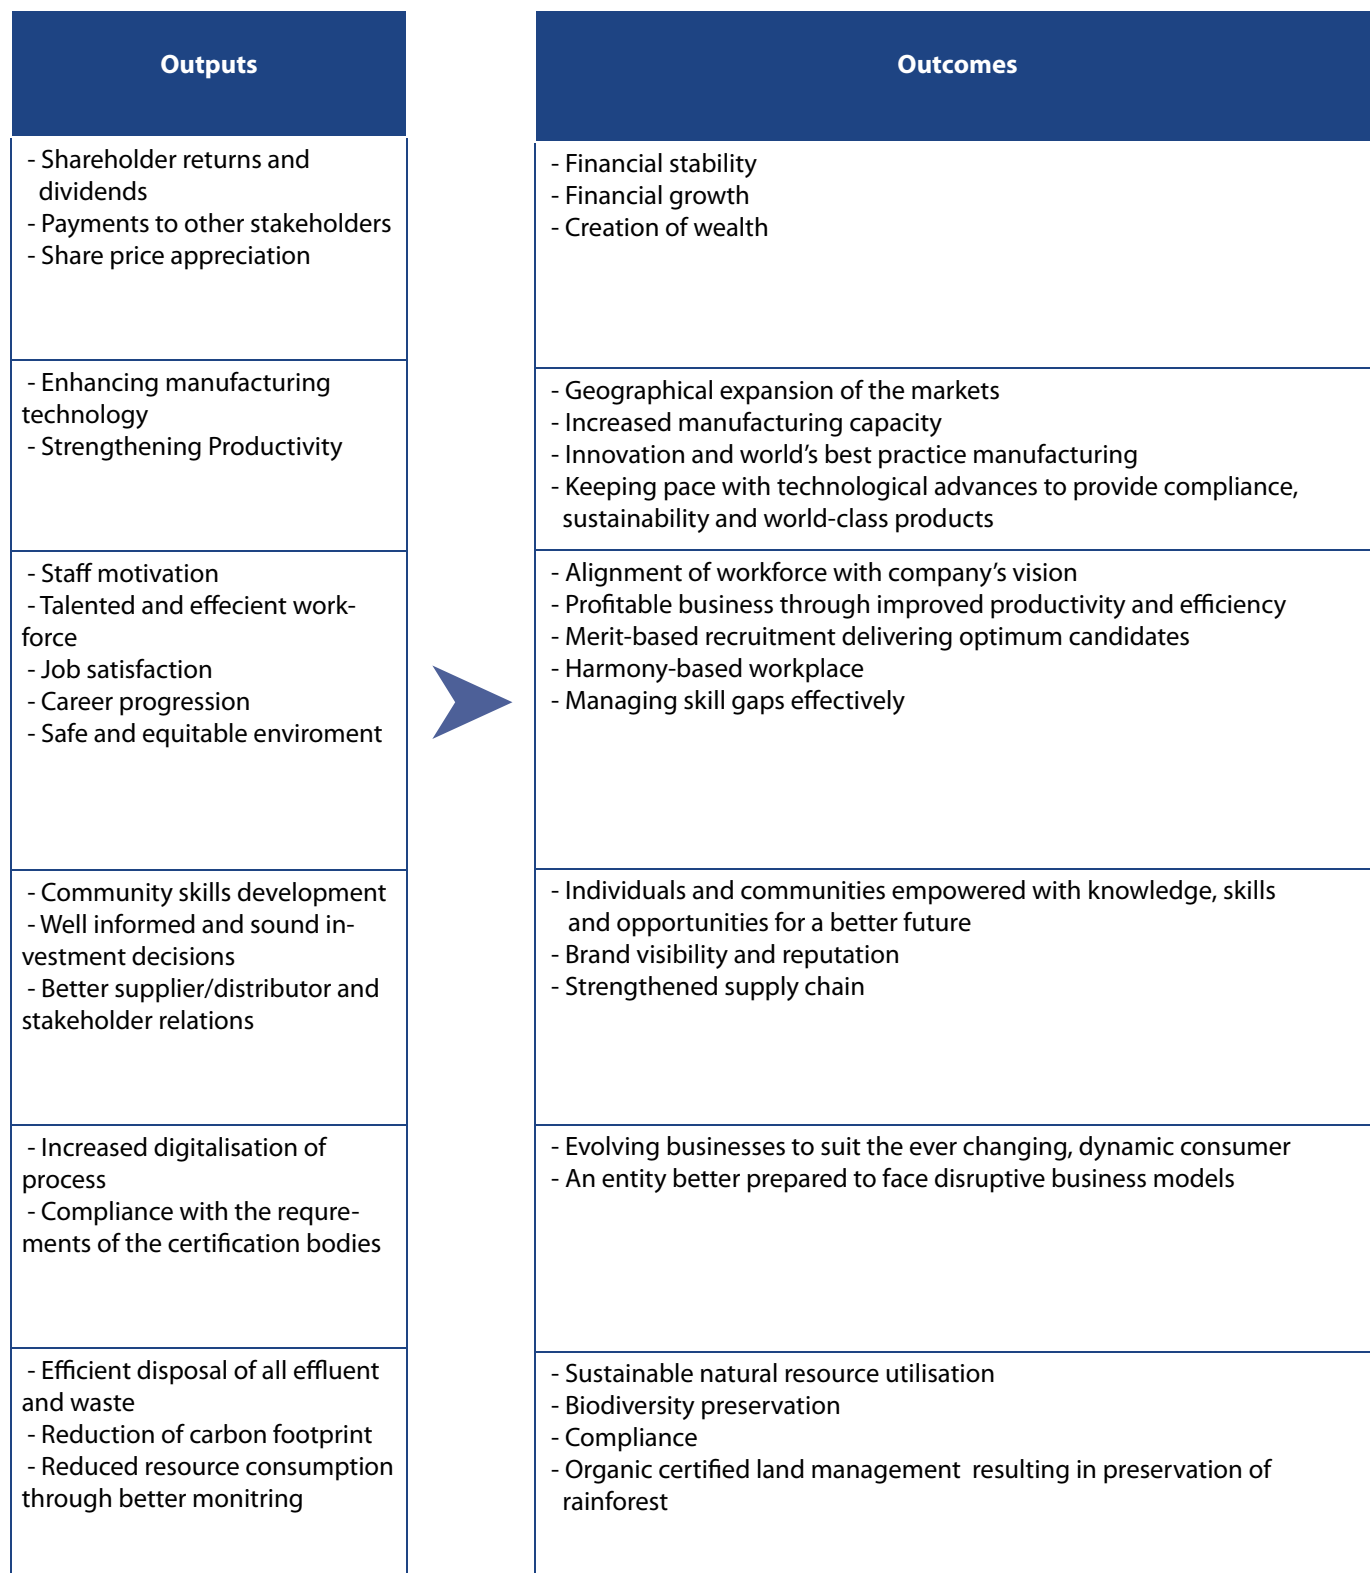 Outputs
- Shareholder returns and
dividends
- Payments to other stakeholders
- Share price appreciation
- Enhancing manufacturing
technology
- Strengthening Productivity
- Staff motivation
- Talented and effecient work-
force
- Job satisfaction
- Career progression
- Safe and equitable enviroment
- Community skills development
- Well informed and sound in-
vestment decisions
- Better supplier/distributor and
stakeholder relations
- Increased digitalisation of
process
- Compliance with the requre-
ments of the certification bodies
- Efficient disposal of all effluent
and waste
- Reduction of carbon footprint
- Reduced resource consumption
through better monitring
Outcomes
- Financial stability
- Financial growth
- Creation of wealth
- Geographical expansion of the markets
- Increased manufacturing capacity
- Innovation and world’s best practice manufacturing
- Keeping pace with technological advances to provide compliance,
sustainability and world-class products
- Alignment of workforce with company’s vision
- Profitable business through improved productivity and efficiency
- Merit-based recruitment delivering optimum candidates
- Harmony-based workplace
- Managing skill gaps effectively
- Individuals and communities empowered with knowledge, skills
and opportunities for a better future
- Brand visibility and reputation
- Strengthened supply chain
- Evolving businesses to suit the ever changing, dynamic consumer
- An entity better prepared to face disruptive business models
- Sustainable natural resource utilisation
- Biodiversity preservation
- Compliance
- Organic certified land management  resulting in preservation of
rainforest